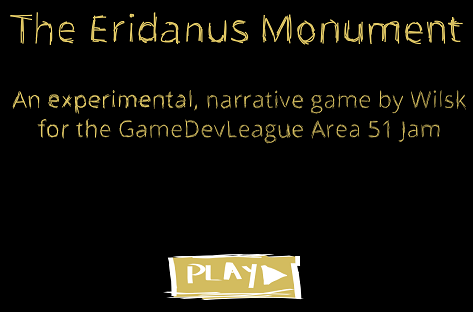 The Eridanus Monument
An experimental, narrative game by Wilsk
for the GameDevLeague Area 51 Jam
PLAY